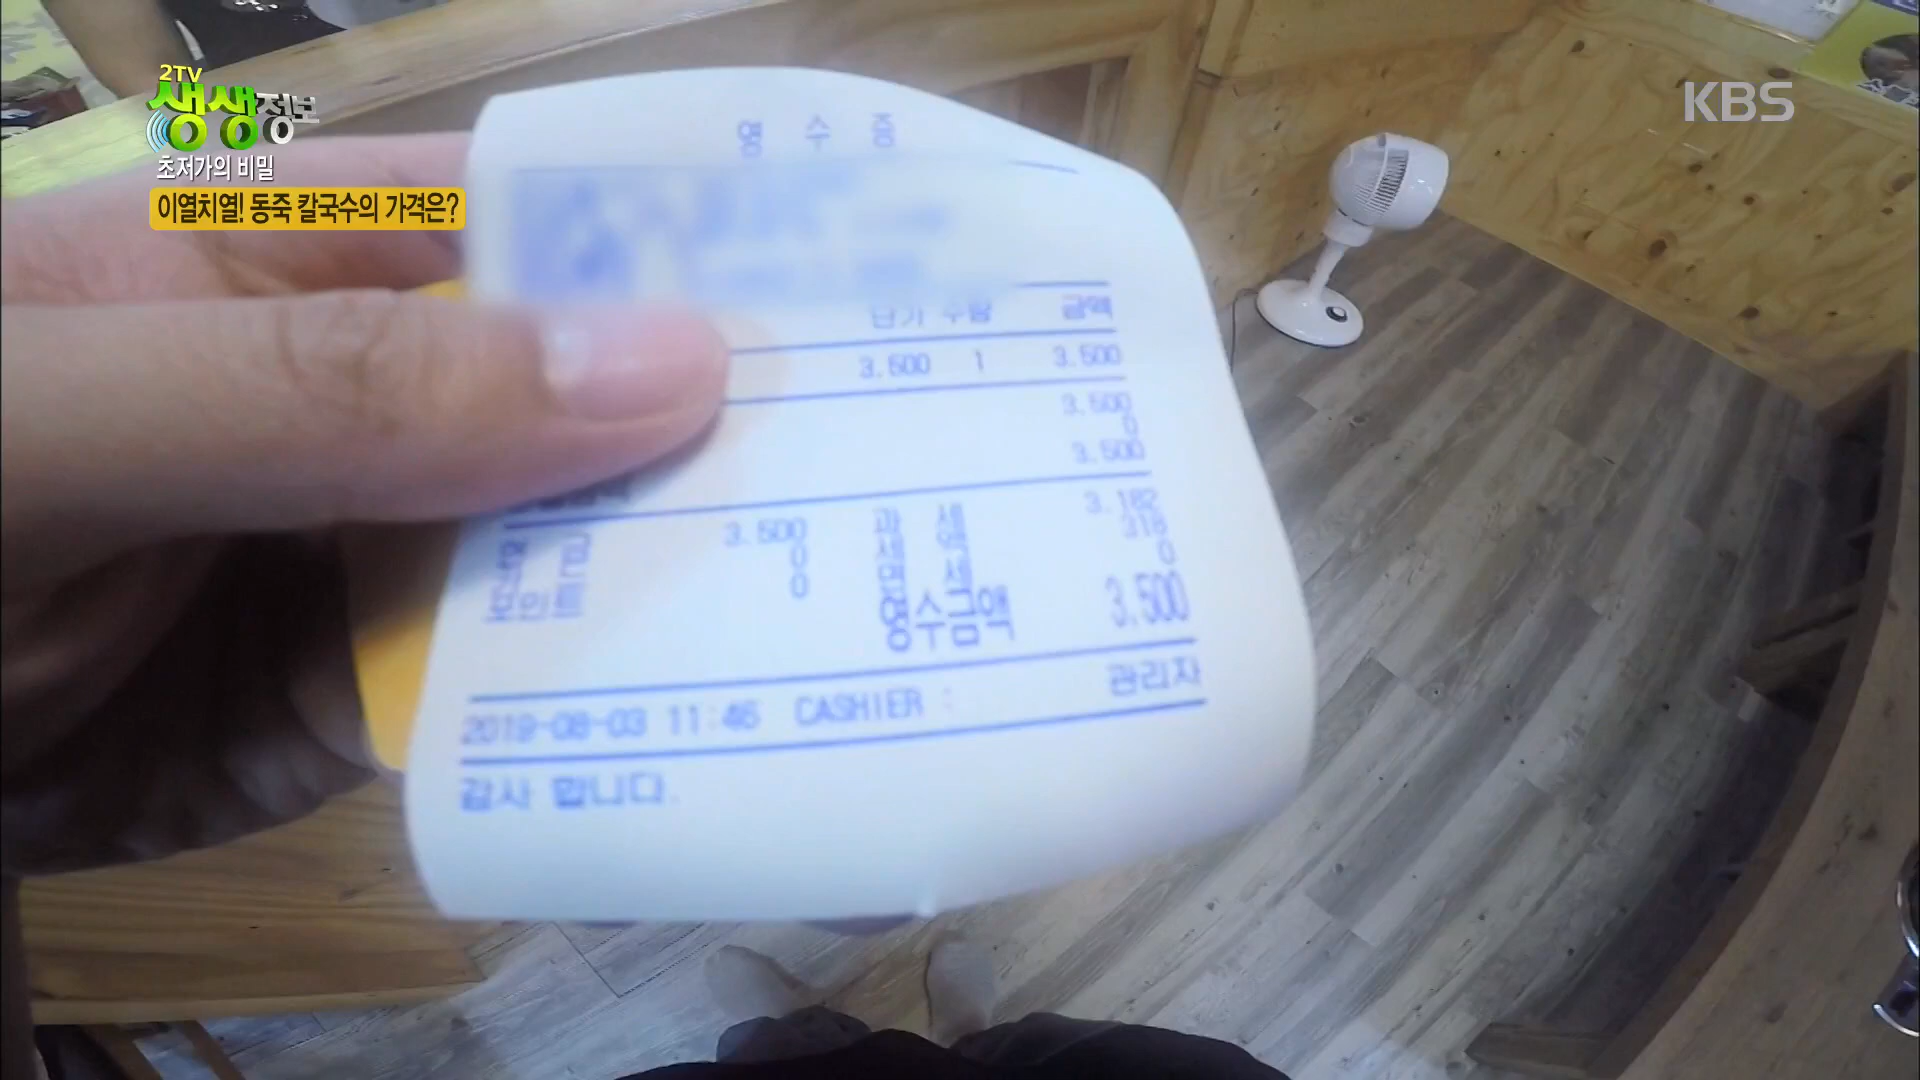 2TV
생생정보
초저가의 비밀
이열치열! 동죽 칼국수의 가격은?
KBS
영 수 증
단가 수량 금액
3.500 1 3.500
3.500
0
3.500
3.500 과 세 3.182
0 세 액 318
0 면 세 0
포인트
영수금액 3,500
2019-08-03 11:46 CASHIER : 관리자
감사 합니다.